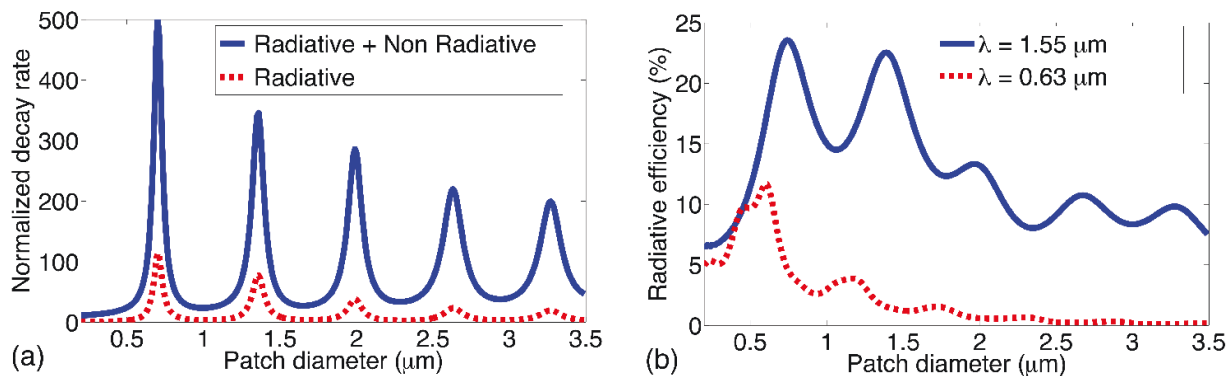 500
400
300
200
100
0
Normalized decay rate
Radiative + Non Radiative
Radiative
0.5 1 1.5 2 2.5 3 3.5
Patch diameter (μm)
(a)
25
20
15
10
5
0
Radiative efficiency (%)
λ = 1.55 μm
λ = 0.63 μm
0.5 1 1.5 2 2.5 3 3.5
Patch diameter (μm)
(b)